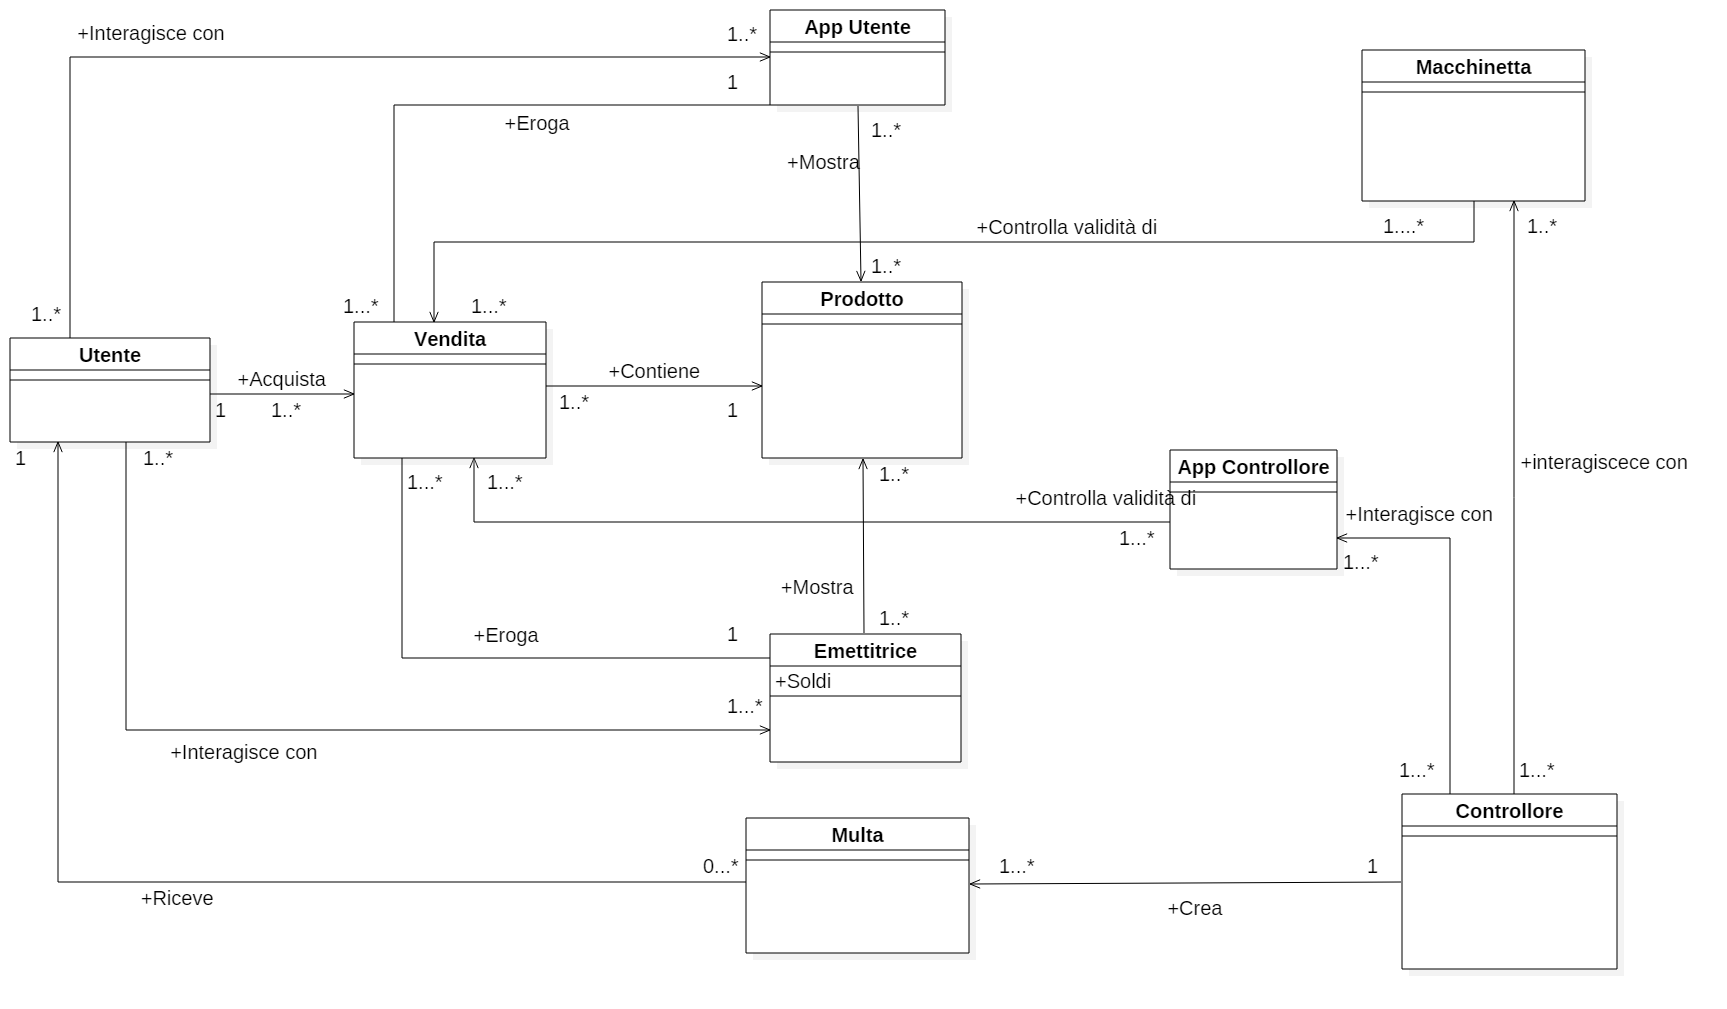 +Interagisce con
1..*
App Utente
1
+Eroga
1..*
+Mostra
Macchinetta
+Controlla validità di
1....*
1..*
1..*
Prodotto
1..*
1...*
1...*
Utente
Vendita
+Acquista
1
1..*
+Contiene
1..*
1
1
1..*
1...*
1...*
1..*
App Controllore
+Controlla validità di
1...*
+interagiscece con
+Interagisce con
1...*
+Mostra
1..*
+Eroga
1
Emettitrice
+Soldi
1...*
+Interagisce con
1...*
1...*
Controllore
Multa
0...*
1...*
1
+Riceve
+Crea